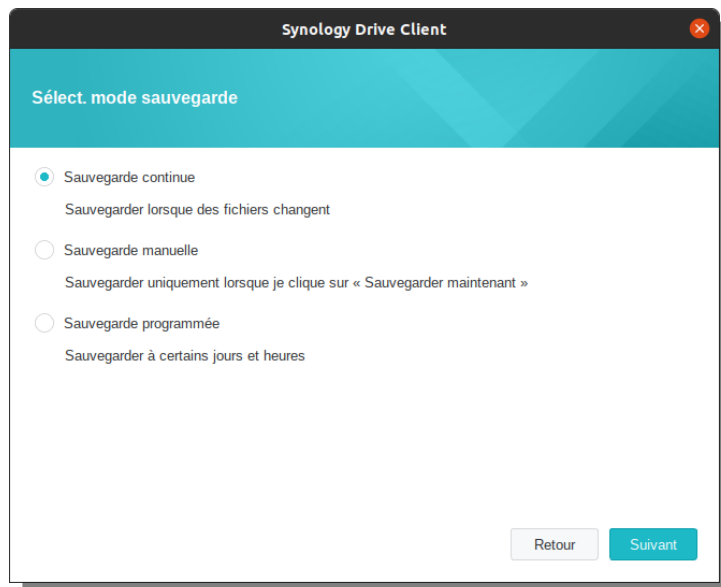 Synology Drive Client
Sélect. mode sauvegarde
Sauvegarde continue
Sauvegarder lorsque des fichiers changent
Sauvegarde manuelle
Sauvegarder uniquement lorsque je clique sur « Sauvegarder maintenant »
Sauvegarde programmée
Sauvegarder à certains jours et heures
Retour
Suivant